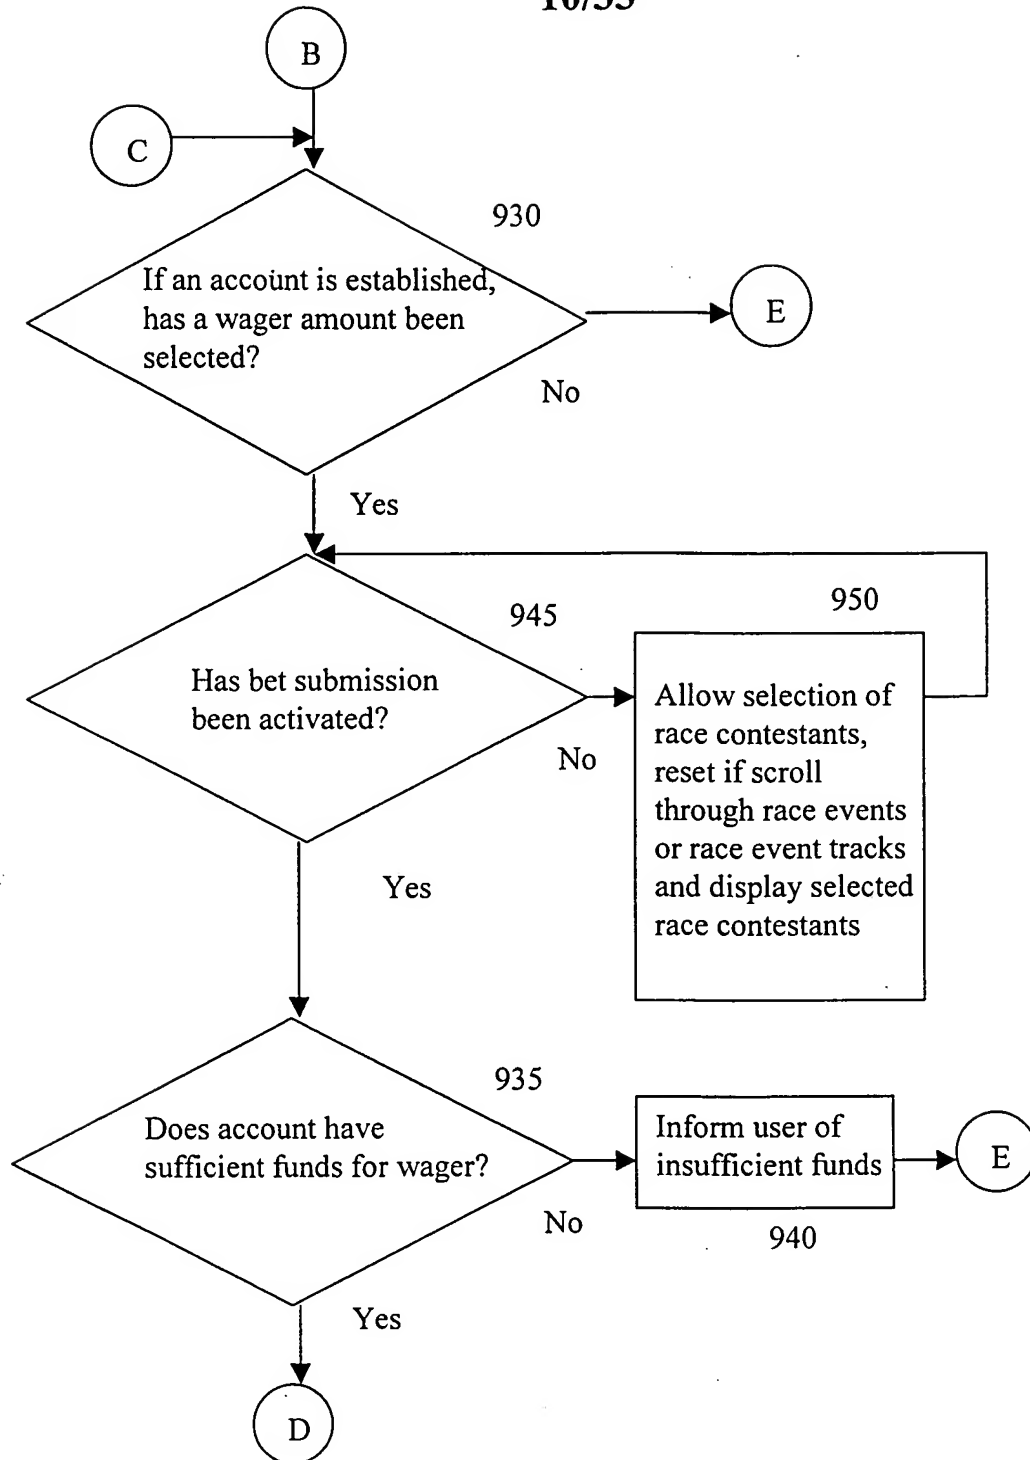 10/33
B
C
930
If an account is established,
has a wager amount been
selected?
E
No
Yes
945
950
Has bet submission
been activated?
No
Allow selection of
race contestants,
reset if scroll
through race events
or race event tracks
and display selected
race contestants
Yes
935
Does account have
sufficient funds for wager?
Inform user of
insufficient funds
E
No
940
Yes
D